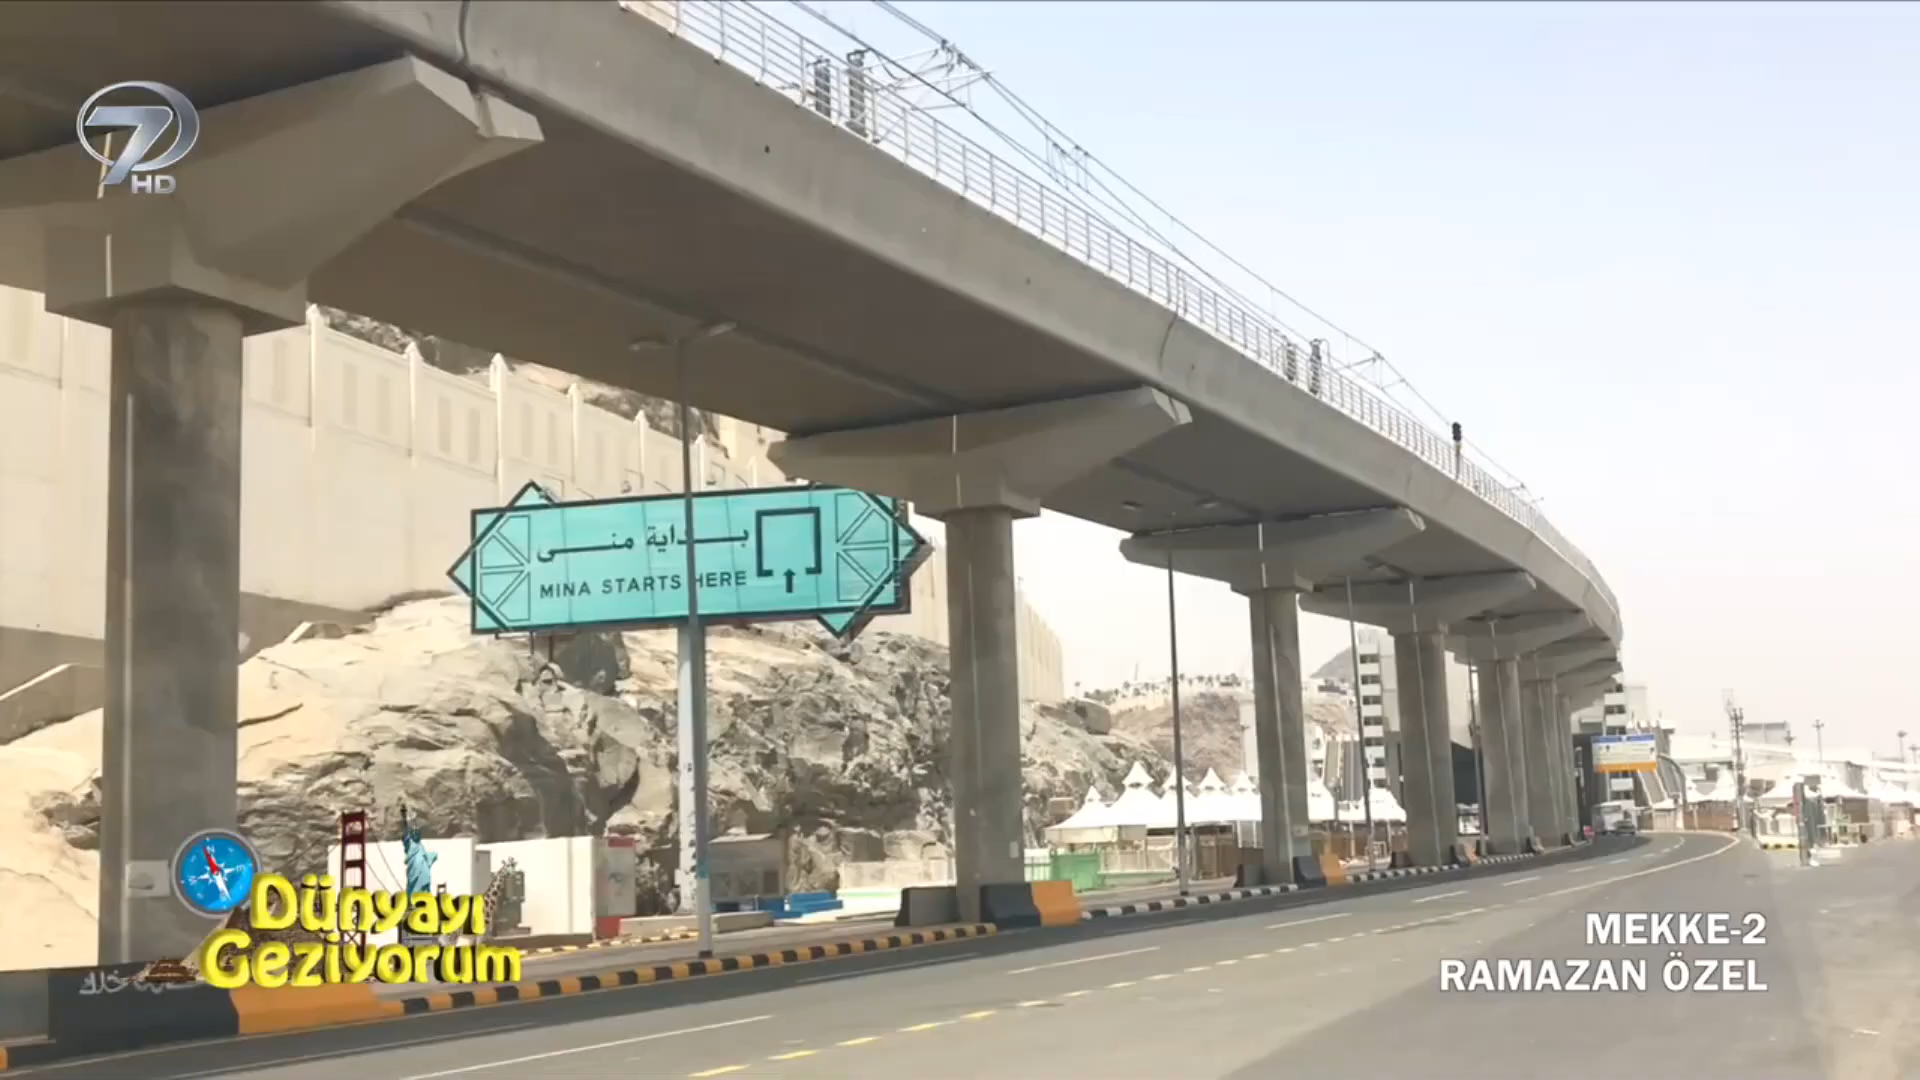 7
HD
بداية منى
MINA STARTS HERE
Dünyayı
Geziyorum
MEKKE-2
RAMAZAN ÖZEL